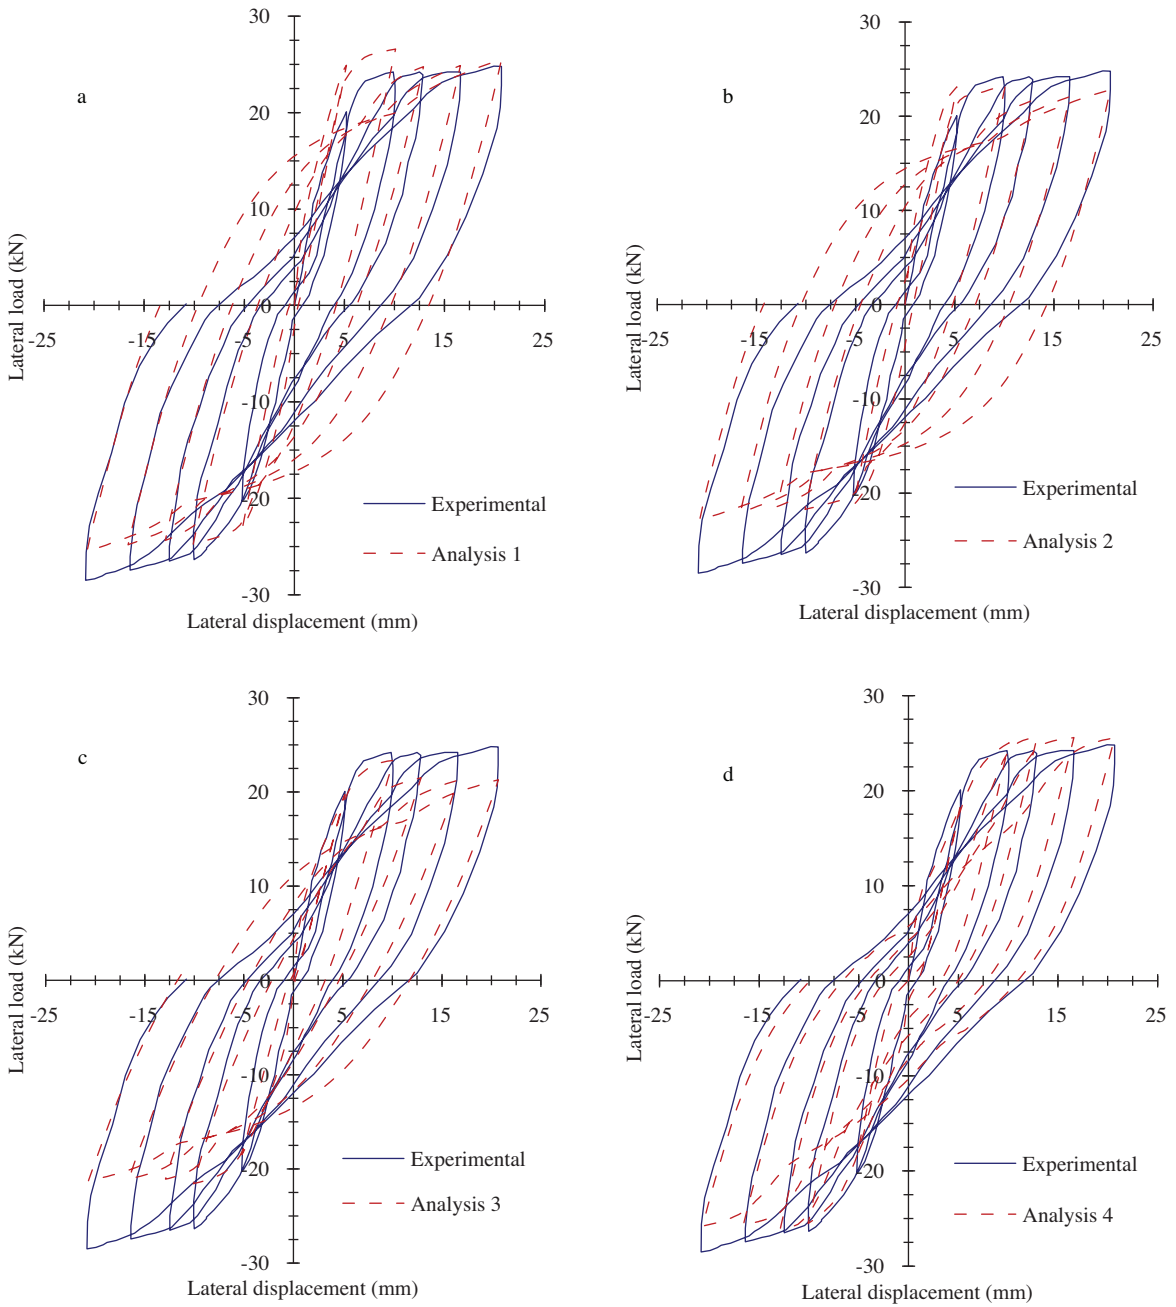 a
30
20
10
0
-10
-20
-30
-25
-15
-5
5
15
25
Lateral load (kN)
Lateral displacement (mm)
Experimental
Analysis 1
b
30
20
10
0
-10
-20
-30
-25
-15
-5
5
15
25
Lateral load (kN)
Lateral displacement (mm)
Experimental
Analysis 2
c
30
20
10
0
-10
-20
-30
-25
-15
-5
5
15
25
Lateral load (kN)
Lateral displacement (mm)
Experimental
Analysis 3
d
30
20
10
0
-10
-20
-30
-25
-15
-5
5
15
25
Lateral load (kN)
Lateral displacement (mm)
Experimental
Analysis 4